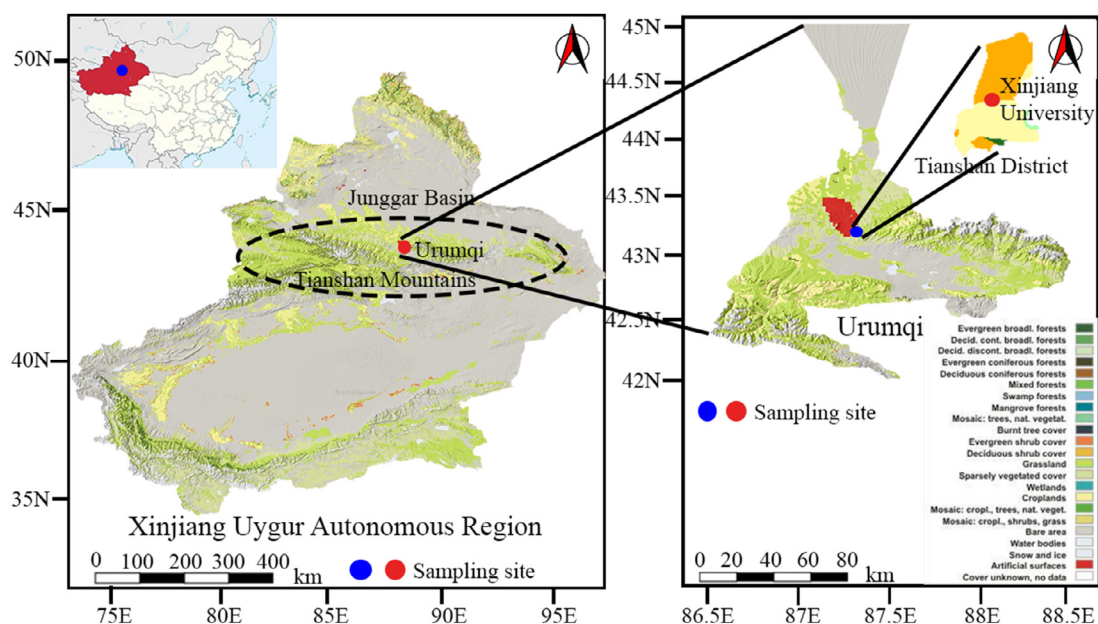 50N
45N
40N
35N
Junggar Basin
Urumqi
Tianshan Mountains
Xinjiang Uygur Autonomous Region
0 100 200 300 400
km
Sampling site
75E 80E 85E 90E 95E
45N
44.5N
44N
43.5N
43N
42.5N
42N
Xinjiang
University
Tianshan District
Urumqi
Sampling site
0 20 40 60 80
km
Evergreen broadl. forests
Decid. cont. broadl. forests
Decid. discont. broadl. forests
Evergreen coniferous forests
Deciduous coniferous forests
Mixed forests
Swamp forests
Mangrove forests
Mosaic: trees, nat. vegetat.
Burnt tree cover
Evergreen shrub cover
Deciduous shrub cover
Grassland
Sparsely vegetated cover
Wetlands
Croplands
Mosaic: cropl., trees, nat. veget.
Mosaic: cropl., shrubs, grass
Bare area
Water bodies
Snow and ice
Artificial surfaces
Cover unknown, no data
86.5E 87E 87.5E 88E 88.5E